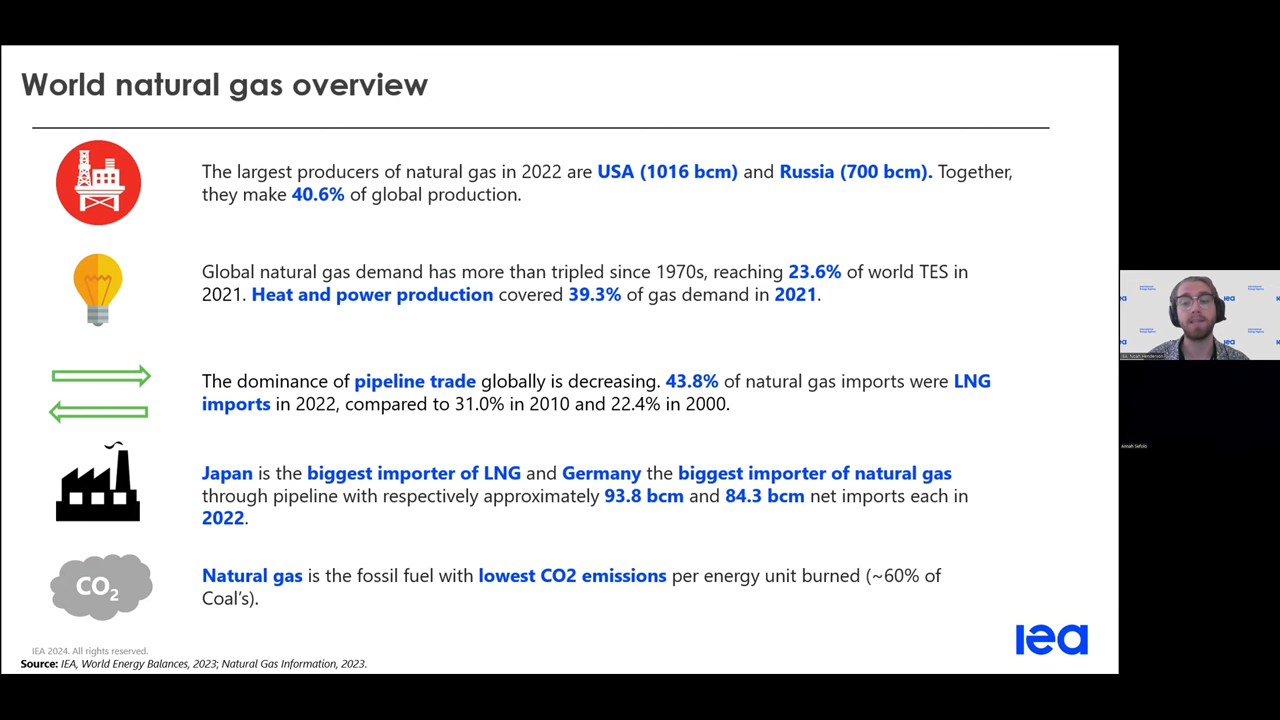 World natural gas overview
The largest producers of natural gas in 2022 are USA (1016 bcm) and Russia (700 bcm). Together,
they make 40.6% of global production.
Global natural gas demand has more than tripled since 1970s, reaching 23.6% of world TES in
2021. Heat and power production covered 39.3% of gas demand in 2021.
The dominance of pipeline trade globally is decreasing. 43.8% of natural gas imports were LNG
imports in 2022, compared to 31.0% in 2010 and 22.4% in 2000.
Japan is the biggest importer of LNG and Germany the biggest importer of natural gas
through pipeline with respectively approximately 93.8 bcm and 84.3 bcm net imports each in
2022.
CO2
Natural gas is the fossil fuel with lowest CO2 emissions per energy unit burned (~60% of
Coal's).
iea
IEA 2024. All rights reserved.
Source: IEA, World Energy Balances, 2023; Natural Gas Information, 2023.
International
Energy Agency
iea